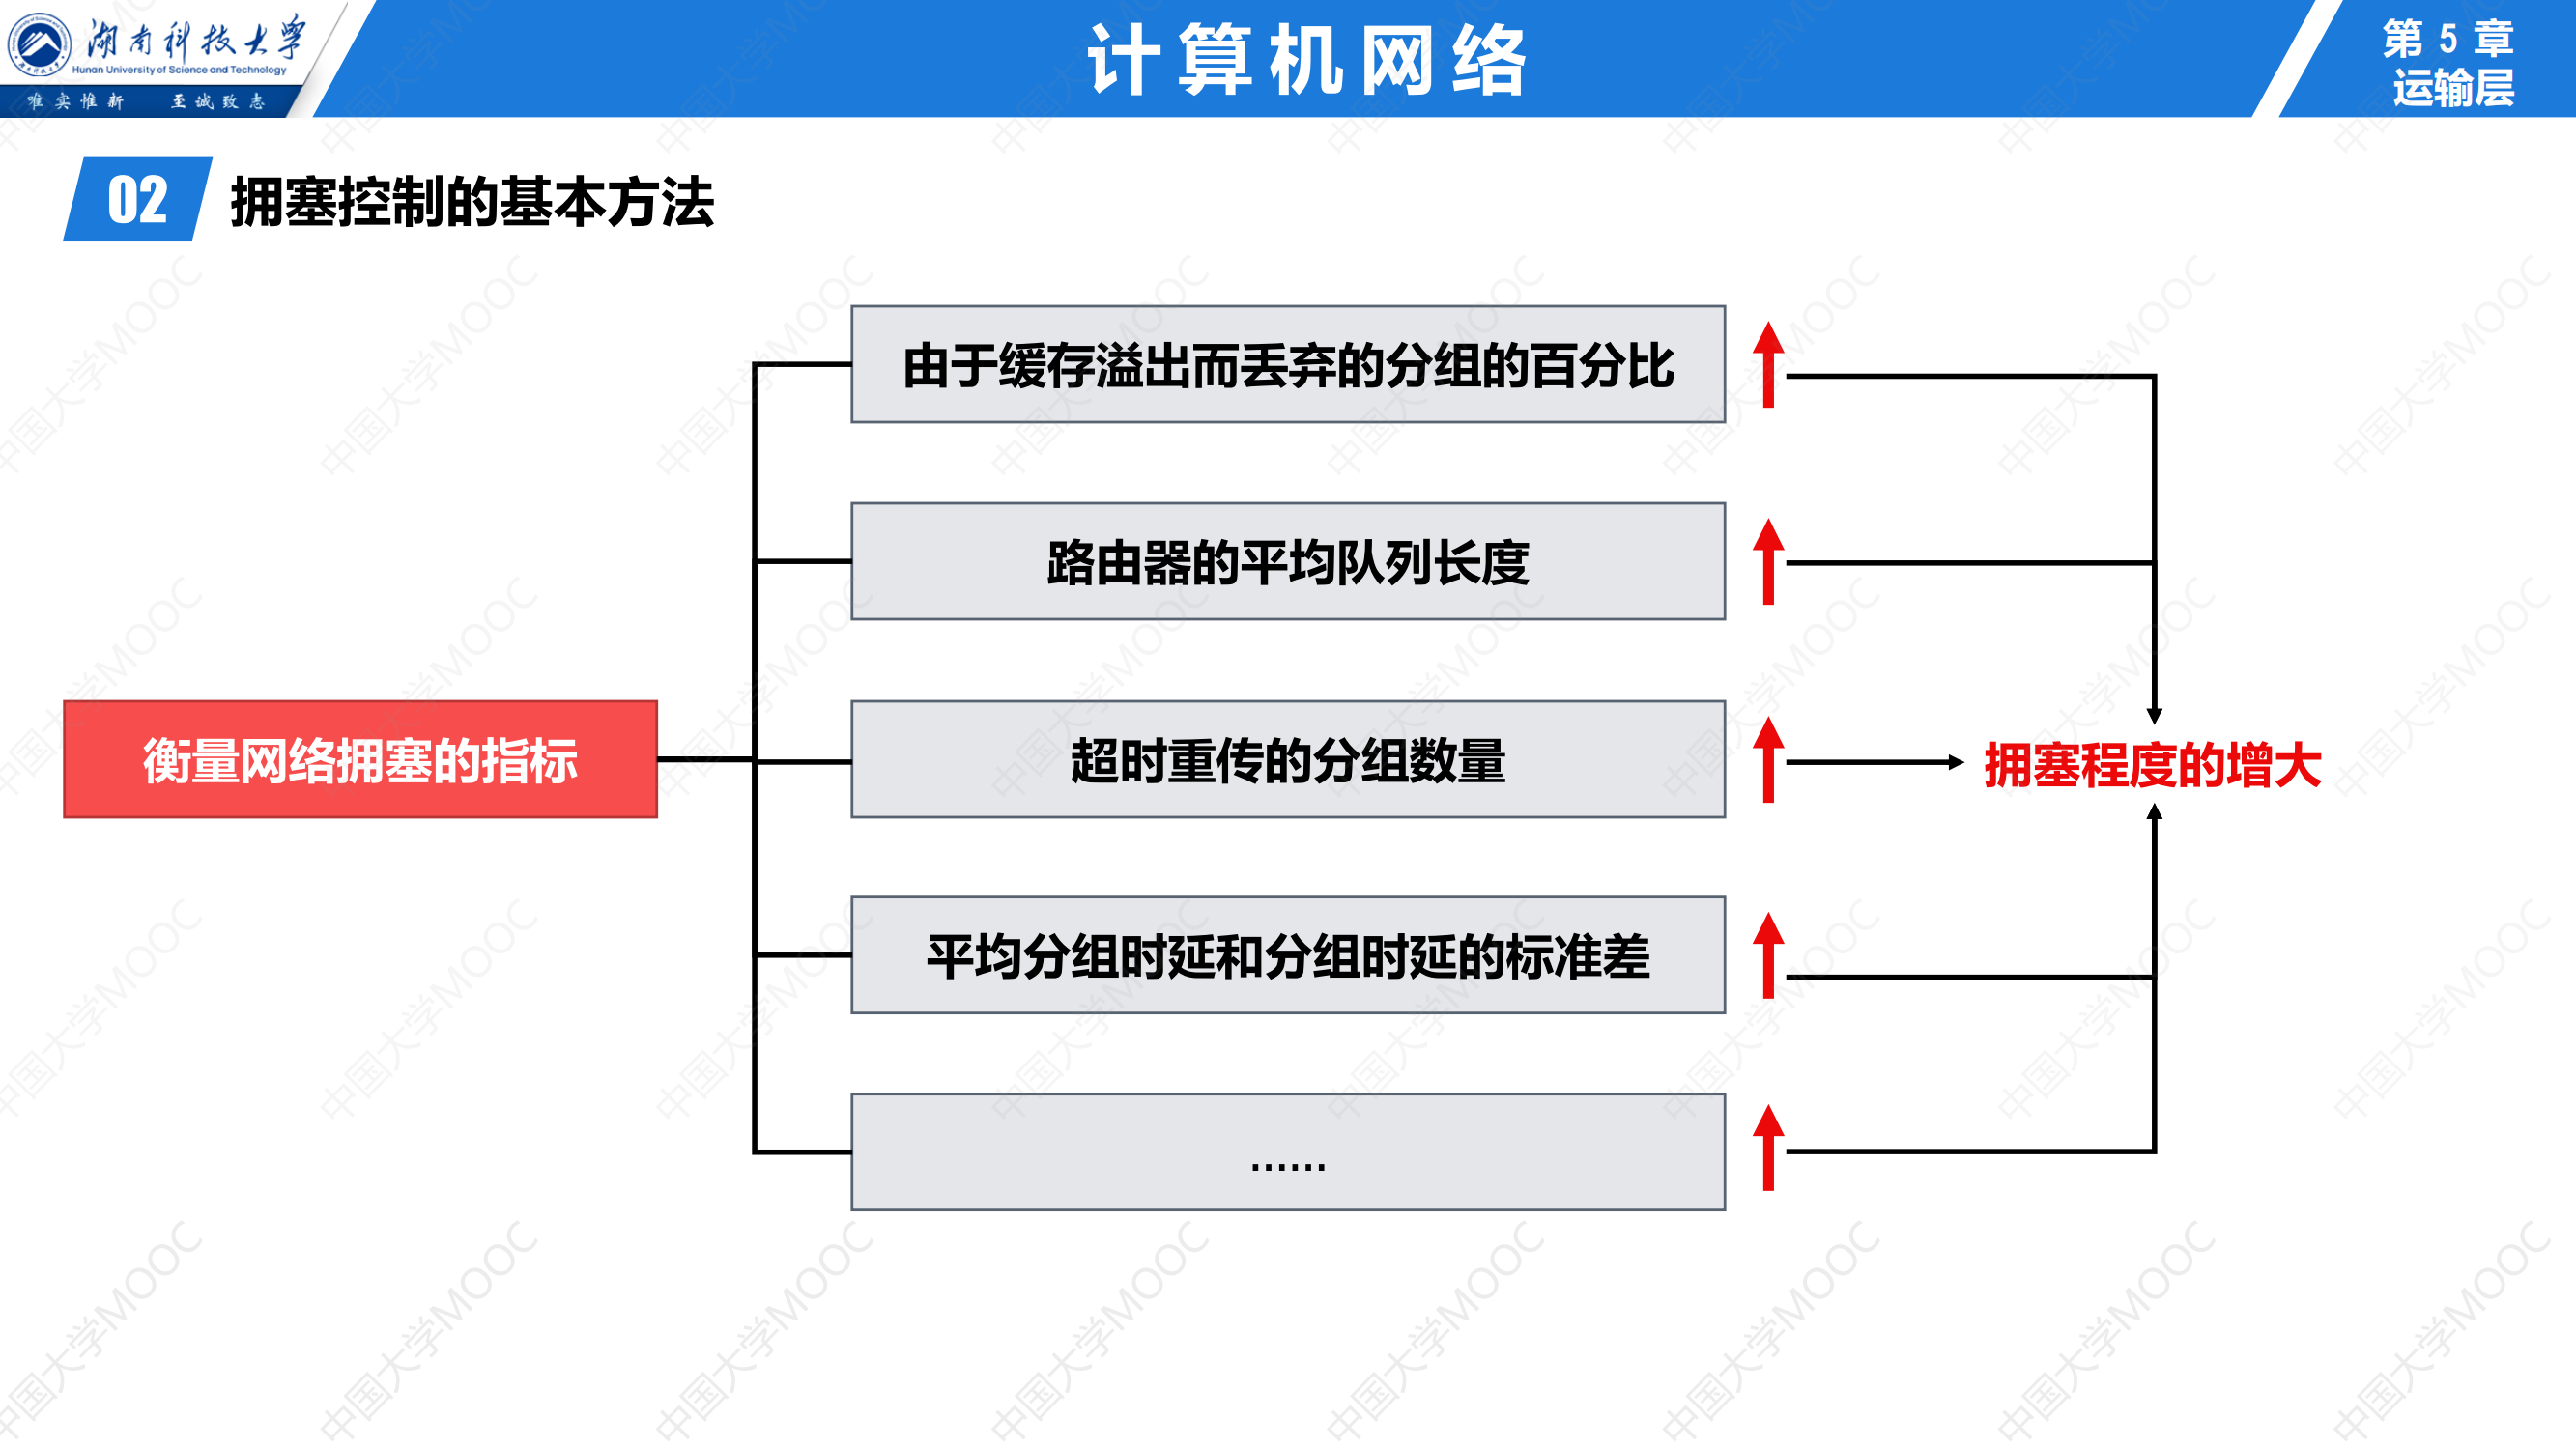 湖南科技大学
Hunan University of Science and Technology
唯实惟新 至诚致志
计算机网络
第 5 章
运输层
02 拥塞控制的基本方法
由于缓存溢出而丢弃的分组的百分比
路由器的平均队列长度
衡量网络拥塞的指标
超时重传的分组数量
拥塞程度的增大
平均分组时延和分组时延的标准差
……
中国大学MOOC